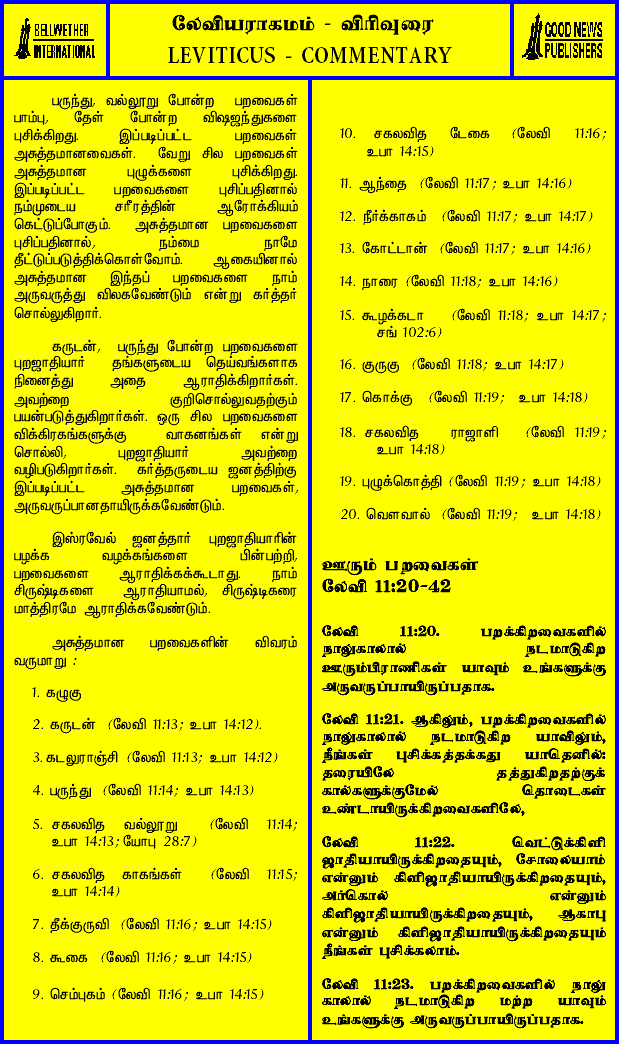 BELLWETHER
INTERNATIONAL
லேவியராகமம் - விரிவுரை
LEVITICUS - COMMENTARY
GOOD NEWS
PUBLISHERS
பருந்து, வல்லூறு போன்ற பறவைகள்
பாம்பு, தேள் போன்ற விஷஜந்துகளை
புசிக்கிறது. இப்படிப்பட்ட பறவைகள்
அசுத்தமானவைகள். வேறு சில பறவைகள்
அசுத்தமான புழுக்களை புசிக்கிறது.
இப்படிப்பட்ட பறவைகளை புசிப்பதினால்
நம்முடைய சரீரத்தின் ஆரோக்கியம்
கெட்டுப்போகும். அசுத்தமான பறவைகளை
புசிப்பதினால், நம்மை நாமே
தீட்டுப்படுத்திக்கொள்வோம். ஆகையினால்
அசுத்தமான இந்தப் பறவைகளை நாம்
அருவருத்து விலகவேண்டும் என்று கர்த்தர்
சொல்லுகிறார்.
கருடன், பருந்து போன்ற பறவைகளை
புறஜாதியார் தங்களுடைய தெய்வங்களாக
நினைத்து அதை ஆராதிக்கிறார்கள்.
அவற்றை குறிசொல்லுவதற்கும்
பயன்படுத்துகிறார்கள். ஒரு சில பறவைகளை
விக்கிரகங்களுக்கு வாகனங்கள் என்று
சொல்லி, புறஜாதியார் அவற்றை
வழிபடுகிறார்கள். கர்த்தருடைய ஜனத்திற்கு
இப்படிப்பட்ட அசுத்தமான பறவைகள்,
அருவருப்பானதாயிருக்கவேண்டும்.
இஸ்ரவேல் ஜனத்தார் புறஜாதியாரின்
பழக்க வழக்கங்களை பின்பற்றி,
பறவைகளை ஆராதிக்கக்கூடாது. நாம்
சிருஷ்டிகளை ஆராதியாமல், சிருஷ்டிகரை
மாத்திரமே ஆராதிக்கவேண்டும்.
அசுத்தமான பறவைகளின் விவரம்
வருமாறு :
1. கழுகு
2. கருடன் (லேவி 11:13; உபா 14:12).
3. கடலுராஞ்சி (லேவி 11:13; உபா 14:12)
4. பருந்து (லேவி 11:14; உபா 14:13)
5. சகலவித வல்லூறு (லேவி 11:14;
உபா 14:13; யோபு 28:7)
6. சகலவித காகங்கள் (லேவி 11:15;
உபா 14:14)
7. தீக்குருவி (லேவி 11:16; உபா 14:15)
8. கூகை (லேவி 11:16; உபா 14:15)
9. செம்புகம் (லேவி 11:16; உபா 14:15)
10. சகலவித டேகை (லேவி 11:16;
உபா 14:15)
11. ஆந்தை (லேவி 11:17; உபா 14:16)
12. நீர்க்காகம் (லேவி 11:17; உபா 14:17)
13. கோட்டான் (லேவி 11:17; உபா 14:16)
14. நாரை (லேவி 11:18; உபா 14:16)
15. கூழக்கடா (லேவி 11:18; உபா 14:17;
சங் 102:6)
16. குருகு (லேவி 11:18; உபா 14:17)
17. கொக்கு (லேவி 11:19; உபா 14:18)
18. சகலவித ராஜாளி (லேவி 11:19;
உபா 14:18)
19. புழுக்கொத்தி (லேவி 11:19; உபா 14:18)
20. வெளவால் (லேவி 11:19; உபா 14:18)
ஊரும் பறவைகள்
லேவி 11:20-42
லேவி 11:20. பறக்கிறவைகளில்
நாலுகாலால் நடமாடுகிற
ஊரும்பிராணிகள் யாவும் உங்களுக்கு
அருவருப்பாயிருப்பதாக.
லேவி 11:21. ஆகிலும், பறக்கிறவைகளில்
நாலுகாலால் நடமாடுகிற யாவிலும்,
நீங்கள் புசிக்கத்தக்கது யாதெனில்:
தரையிலே தத்துகிறதற்குக்
கால்களுக்குமேல் தொடைகள்
உண்டாயிருக்கிறவைகளிலே,
லேவி 11:22. வெட்டுக்கிளி
ஜாதியாயிருக்கிறதையும், சோலையாம்
என்னும் கிளிஜாதியாயிருக்கிறதையும்,
அர்கொல் என்னும்
கிளிஜாதியாயிருக்கிறதையும், ஆகாபு
என்னும் கிளிஜாதியாயிருக்கிறதையும்
நீங்கள் புசிக்கலாம்.
லேவி 11:23. பறக்கிறவைகளில் நாலு
காலால் நடமாடுகிற மற்ற யாவும்
உங்களுக்கு அருவருப்பாயிருப்பதாக.